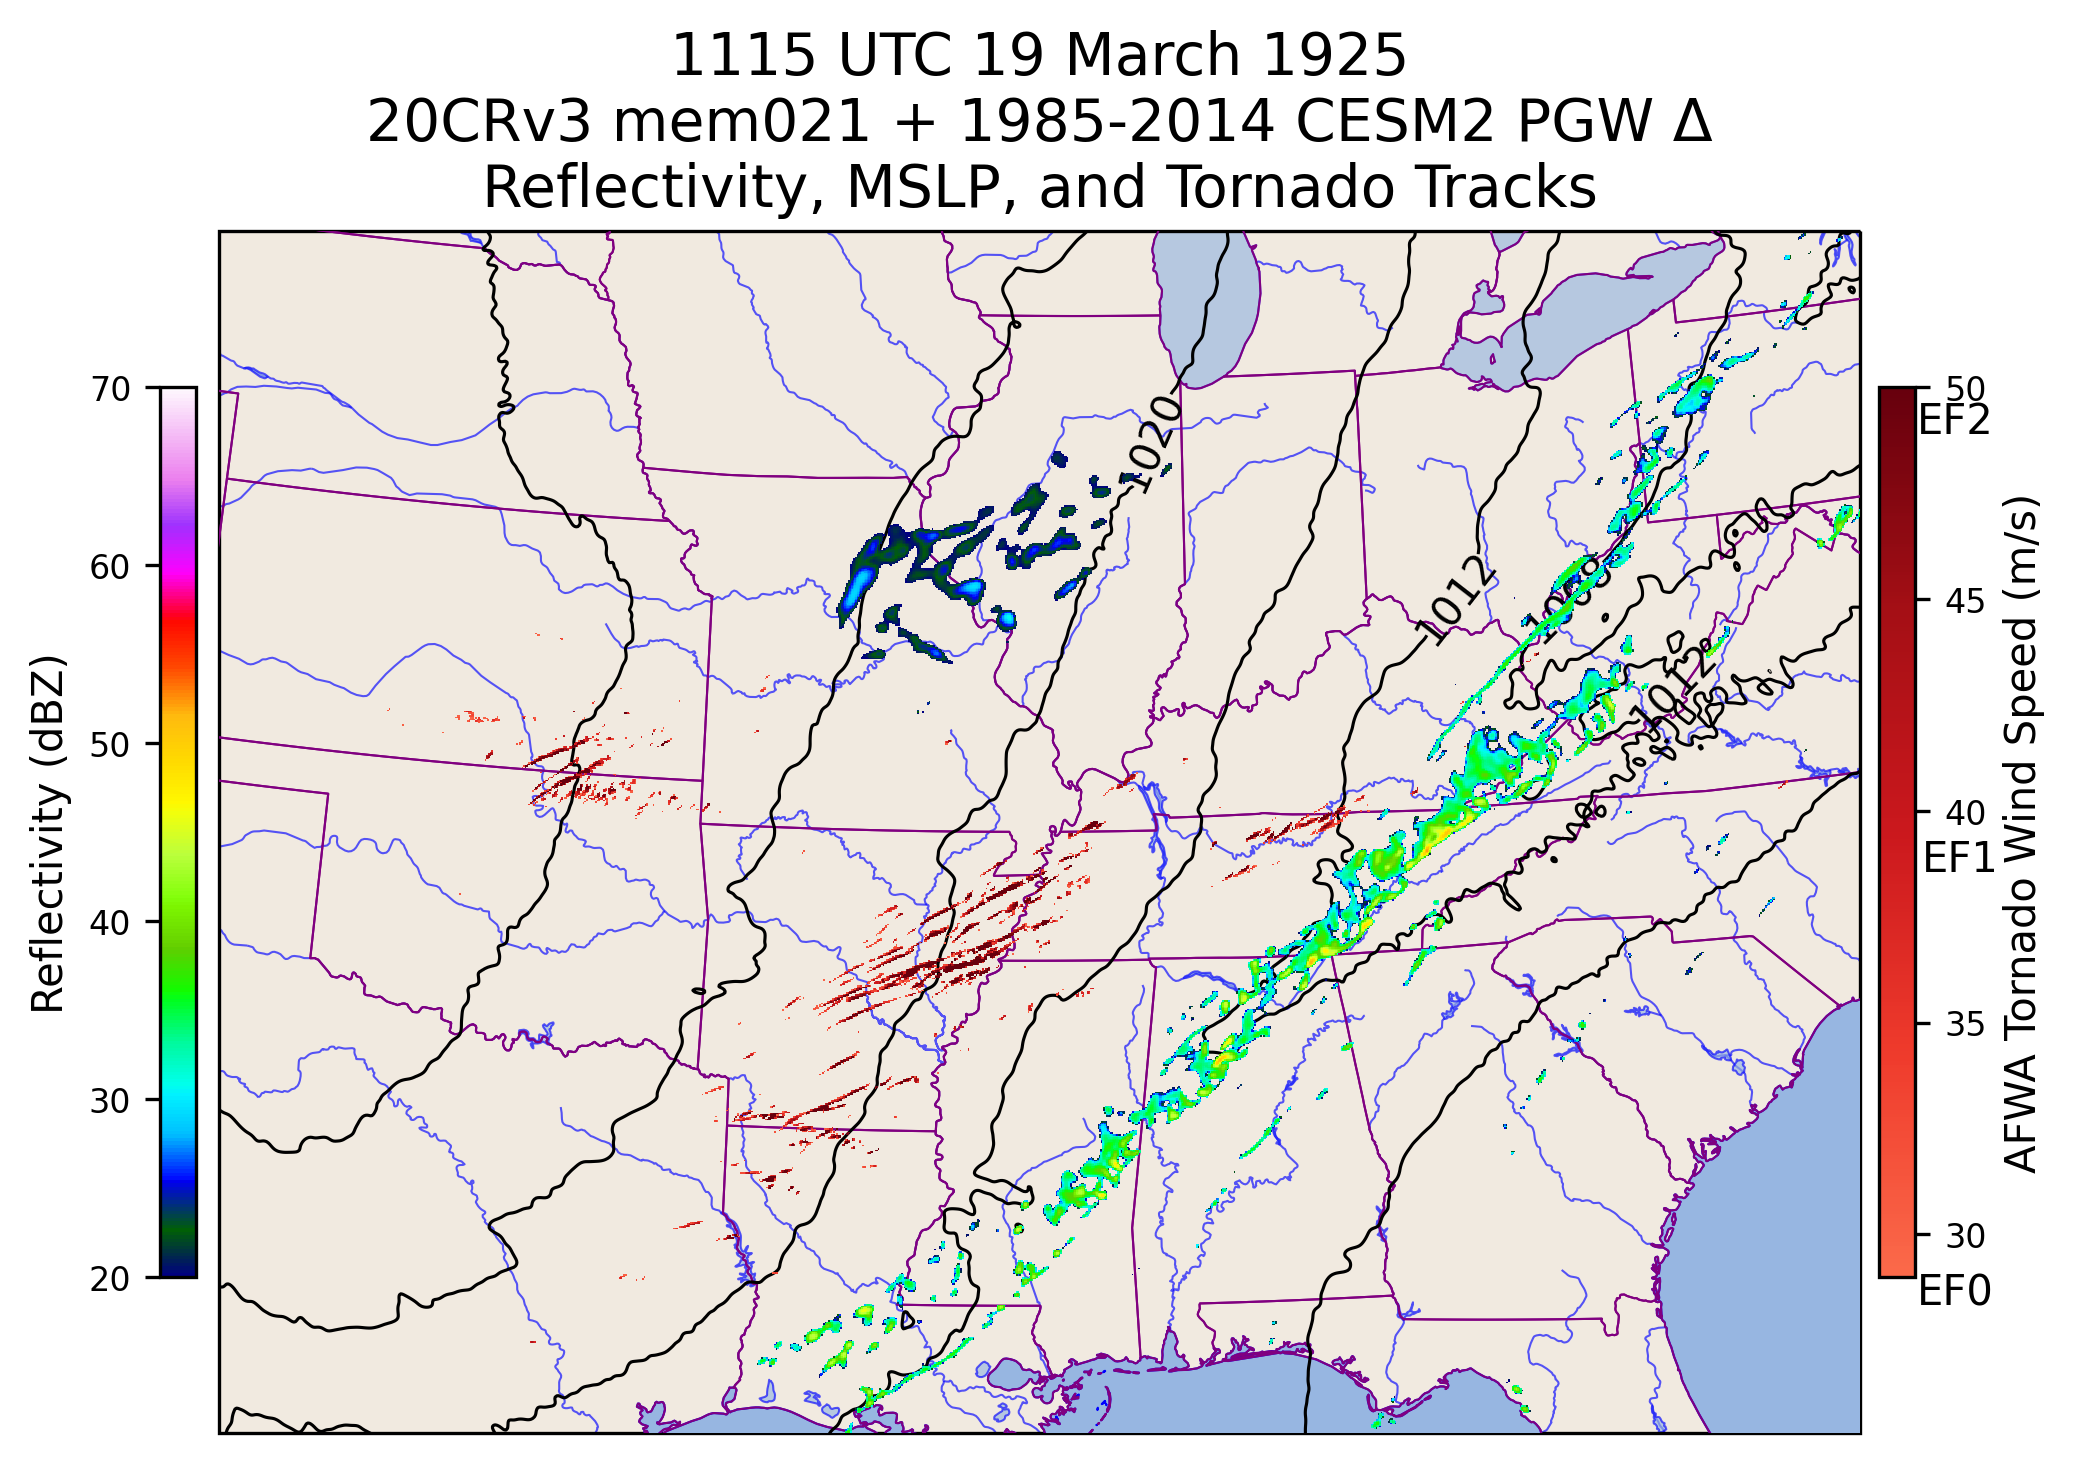 1115 UTC 19 March 1925
20CRv3 mem021 + 1985-2014 CESM2 PGW Δ
Reflectivity, MSLP, and Tornado Tracks
70
60
50
40
30
20
Reflectivity (dBZ)
1020
1012
1008
1012
50
EF2
45
40
EF1
35
30
EF0
AFWA Tornado Wind Speed (m/s)